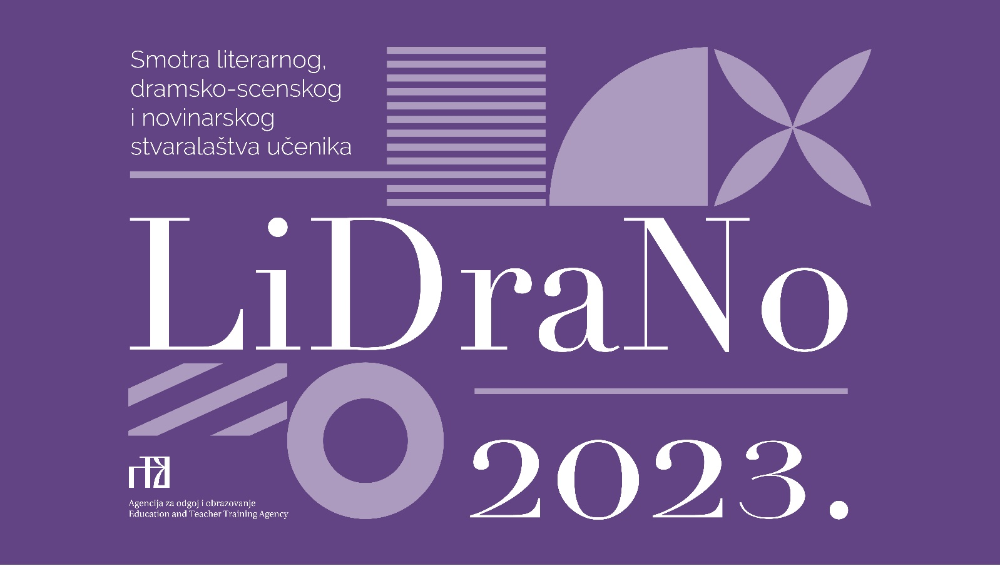 Smotra literarnog,
dramsko-scenskog
i novinarskog
stvaralaštva učenika
LiDraNo
2023.
Agencija za odgoj i obrazovanje
Education and Teacher Training Agency